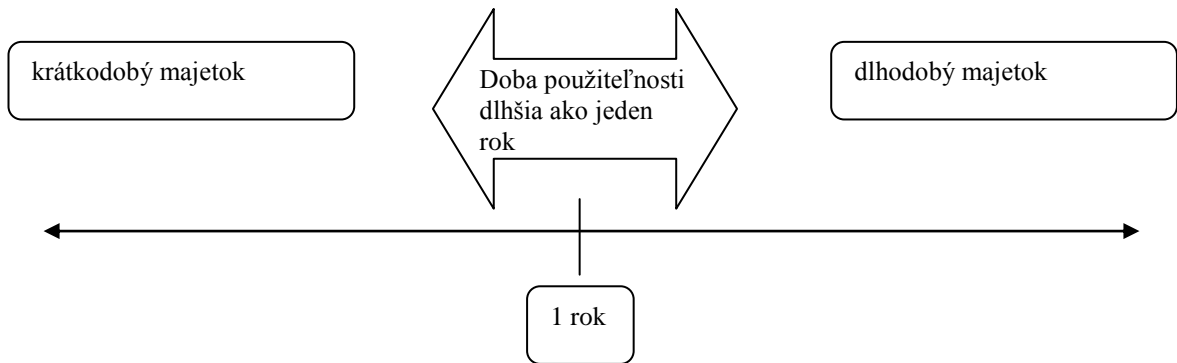 krátkodobý majetok
Doba použiteľnosti
dlhšia ako jeden
rok
dlhodobý majetok
1 rok